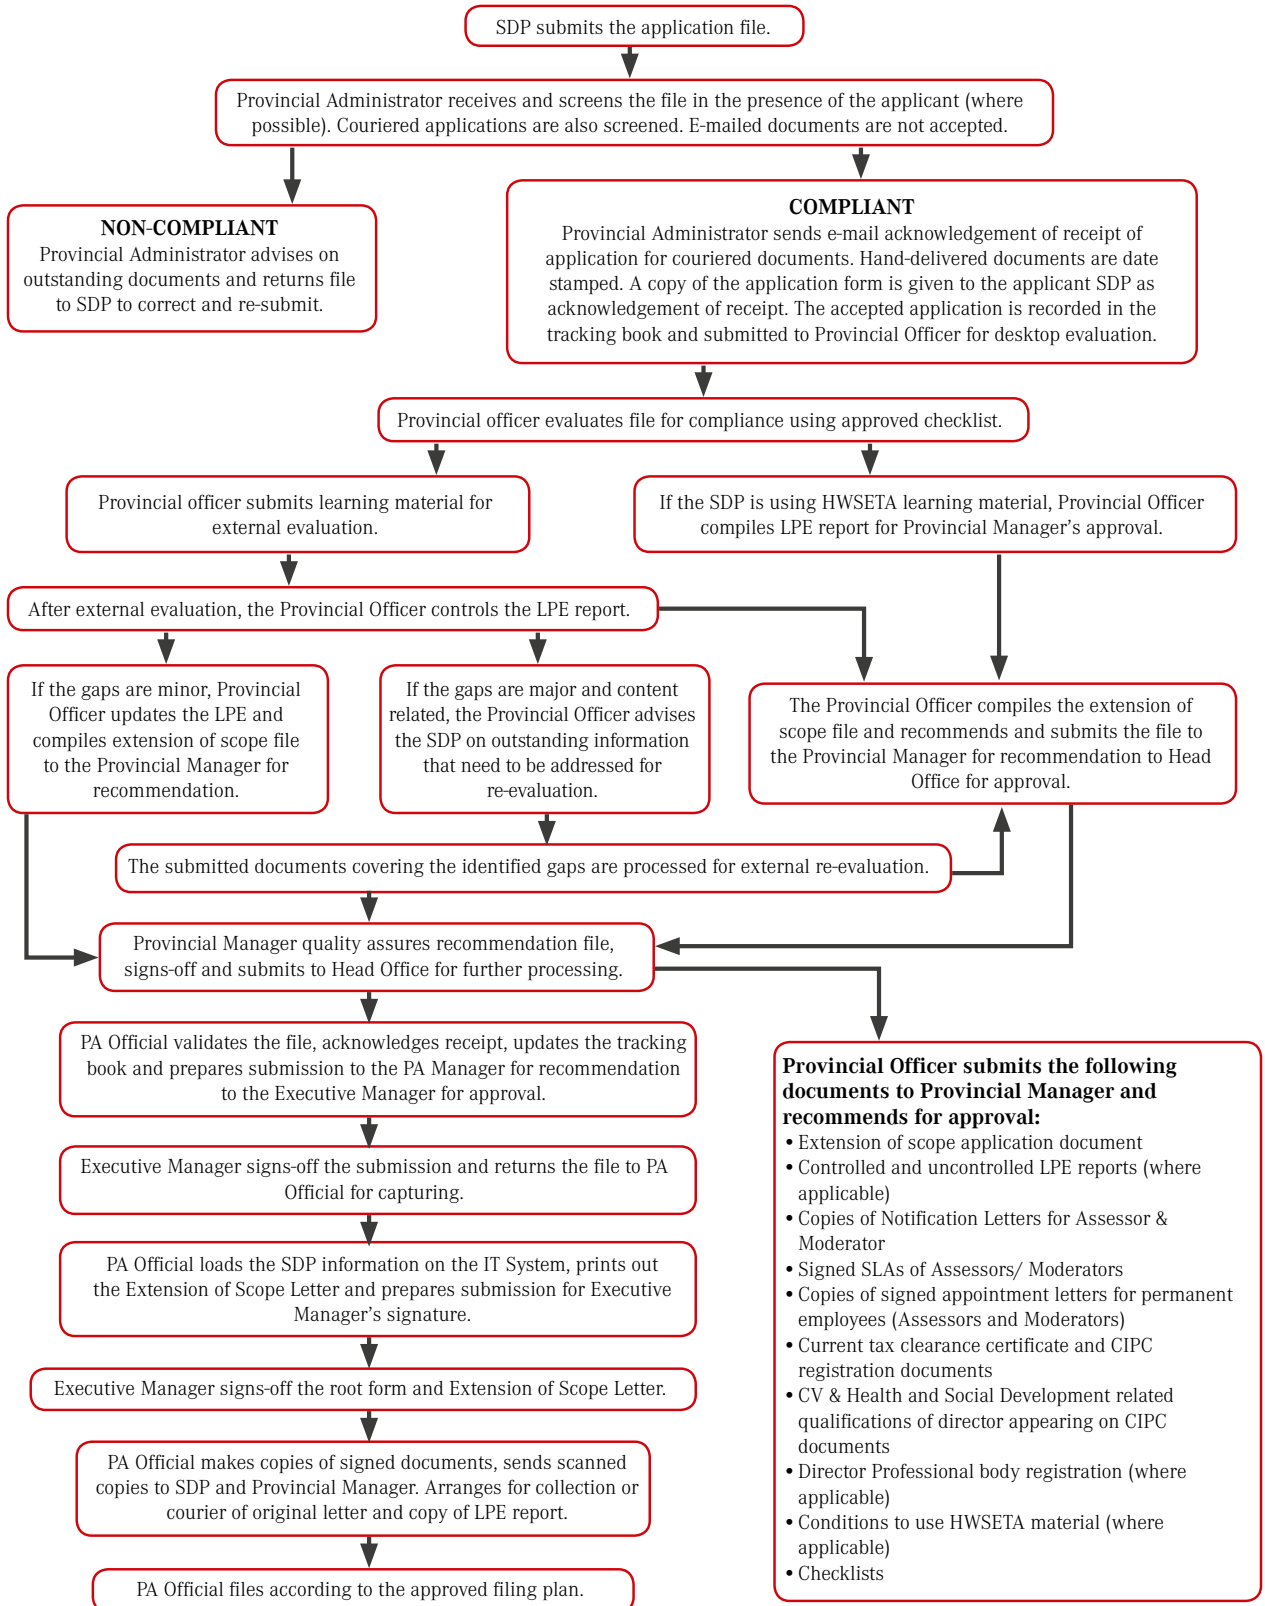 SDP submits the application file.
Provincial Administrator receives and screens the file in the presence of the applicant (where
possible). Couriered applications are also screened. E-mailed documents are not accepted.
NON-COMPLIANT
Provincial Administrator advises on
outstanding documents and returns file
to SDP to correct and re-submit.
COMPLIANT
Provincial Administrator sends e-mail acknowledgement of receipt of
application for couriered documents. Hand-delivered documents are date
stamped. A copy of the application form is given to the applicant SDP as
acknowledgement of receipt. The accepted application is recorded in the
tracking book and submitted to Provincial Officer for desktop evaluation.
Provincial officer evaluates file for compliance using approved checklist.
Provincial officer submits learning material for
external evaluation.
If the SDP is using HWSETA learning material, Provincial Officer
compiles LPE report for Provincial Manager's approval.
After external evaluation, the Provincial Officer controls the LPE report.
If the gaps are minor, Provincial
Officer updates the LPE and
compiles extension of scope file
to the Provincial Manager for
recommendation.
If the gaps are major and content
related, the Provincial Officer advises
the SDP on outstanding information
that need to be addressed for
re-evaluation.
The Provincial Officer compiles the extension of
scope file and recommends and submits the file to
the Provincial Manager for recommendation to Head
Office for approval.
The submitted documents covering the identified gaps are processed for external re-evaluation.
Provincial Manager quality assures recommendation file,
signs-off and submits to Head Office for further processing.
PA Official validates the file, acknowledges receipt, updates the tracking
book and prepares submission to the PA Manager for recommendation
to the Executive Manager for approval.
Executive Manager signs-off the submission and returns the file to PA
Official for capturing.
PA Official loads the SDP information on the IT System, prints out
the Extension of Scope Letter and prepares submission for Executive
Manager's signature.
Executive Manager signs-off the root form and Extension of Scope Letter.
PA Official makes copies of signed documents, sends scanned
copies to SDP and Provincial Manager. Arranges for collection or
courier of original letter and copy of LPE report.
PA Official files according to the approved filing plan.
Provincial Officer submits the following
documents to Provincial Manager and
recommends for approval:
• Extension of scope application document
• Controlled and uncontrolled LPE reports (where
applicable)
• Copies of Notification Letters for Assessor &
Moderator
• Signed SLAs of Assessors/ Moderators
• Copies of signed appointment letters for permanent
employees (Assessors and Moderators)
• Current tax clearance certificate and CIPC
registration documents
• CV & Health and Social Development related
qualifications of director appearing on CIPC
documents
• Director Professional body registration (where
applicable)
• Conditions to use HWSETA material (where
applicable)
• Checklists